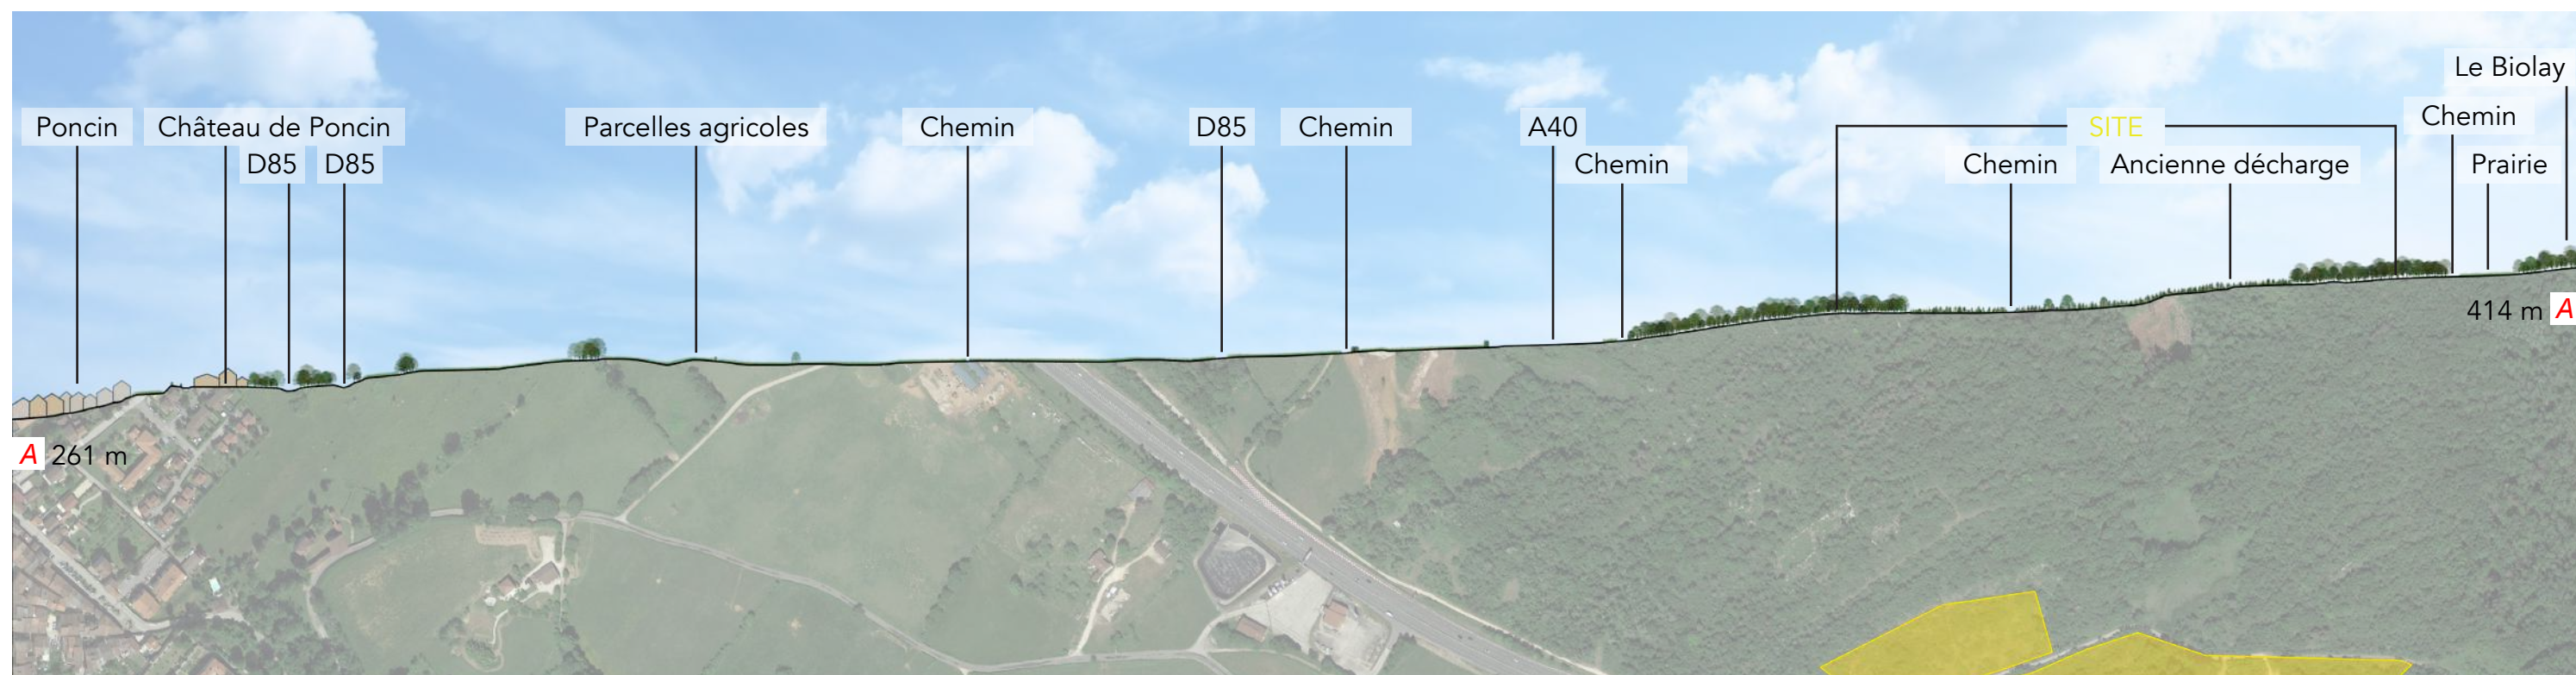 Le Biolay
Chemin
Poncin
Château de Poncin
Parcelles agricoles
Chemin
D85
Chemin
A40
SITE
D85
D85
Chemin
Chemin
Ancienne décharge
Prairie
414 m A
A 261 m